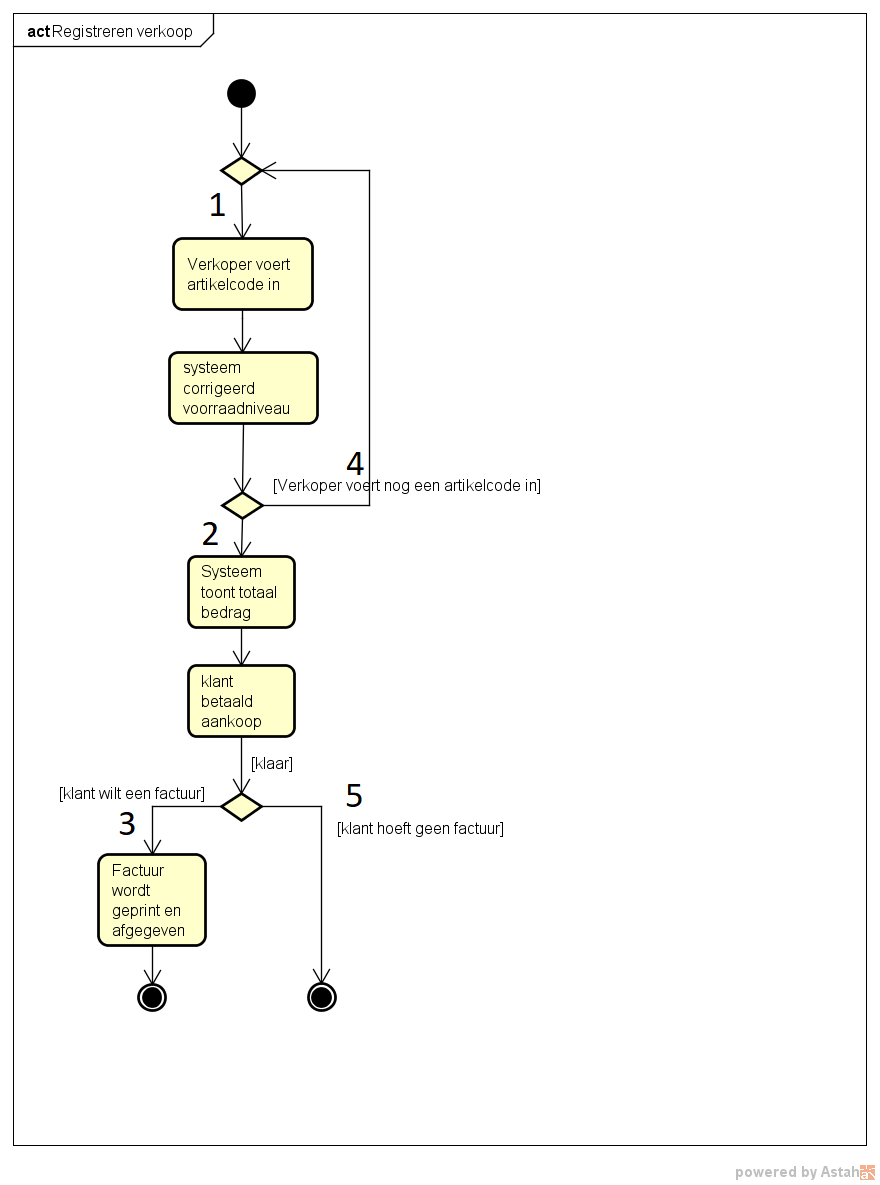 act Registreren verkoop
1
Verkoper voert
artikelcode in
systeem
corrigeerd
voorraadniveau
4
[Verkoper voert nog een artikelcode in]
2
Systeem
toont totaal
bedrag
klant
betaald
aankoop
[klaar]
[klant wilt een factuur]
5
3
[klant hoeft geen factuur]
Factuur
wordt
geprint en
afgegeven
powered by Astah